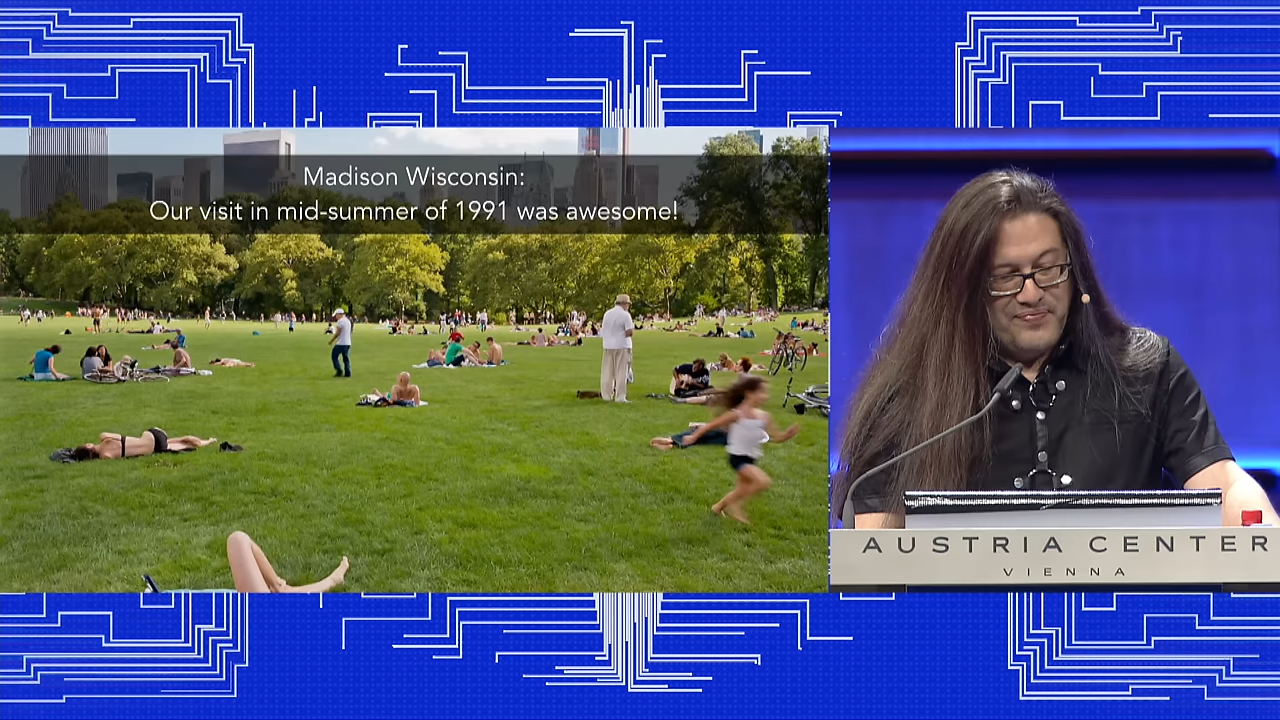 Madison Wisconsin:
Our visit in mid-summer of 1991 was awesome!
AUSTRIA CENTER
VIENNA